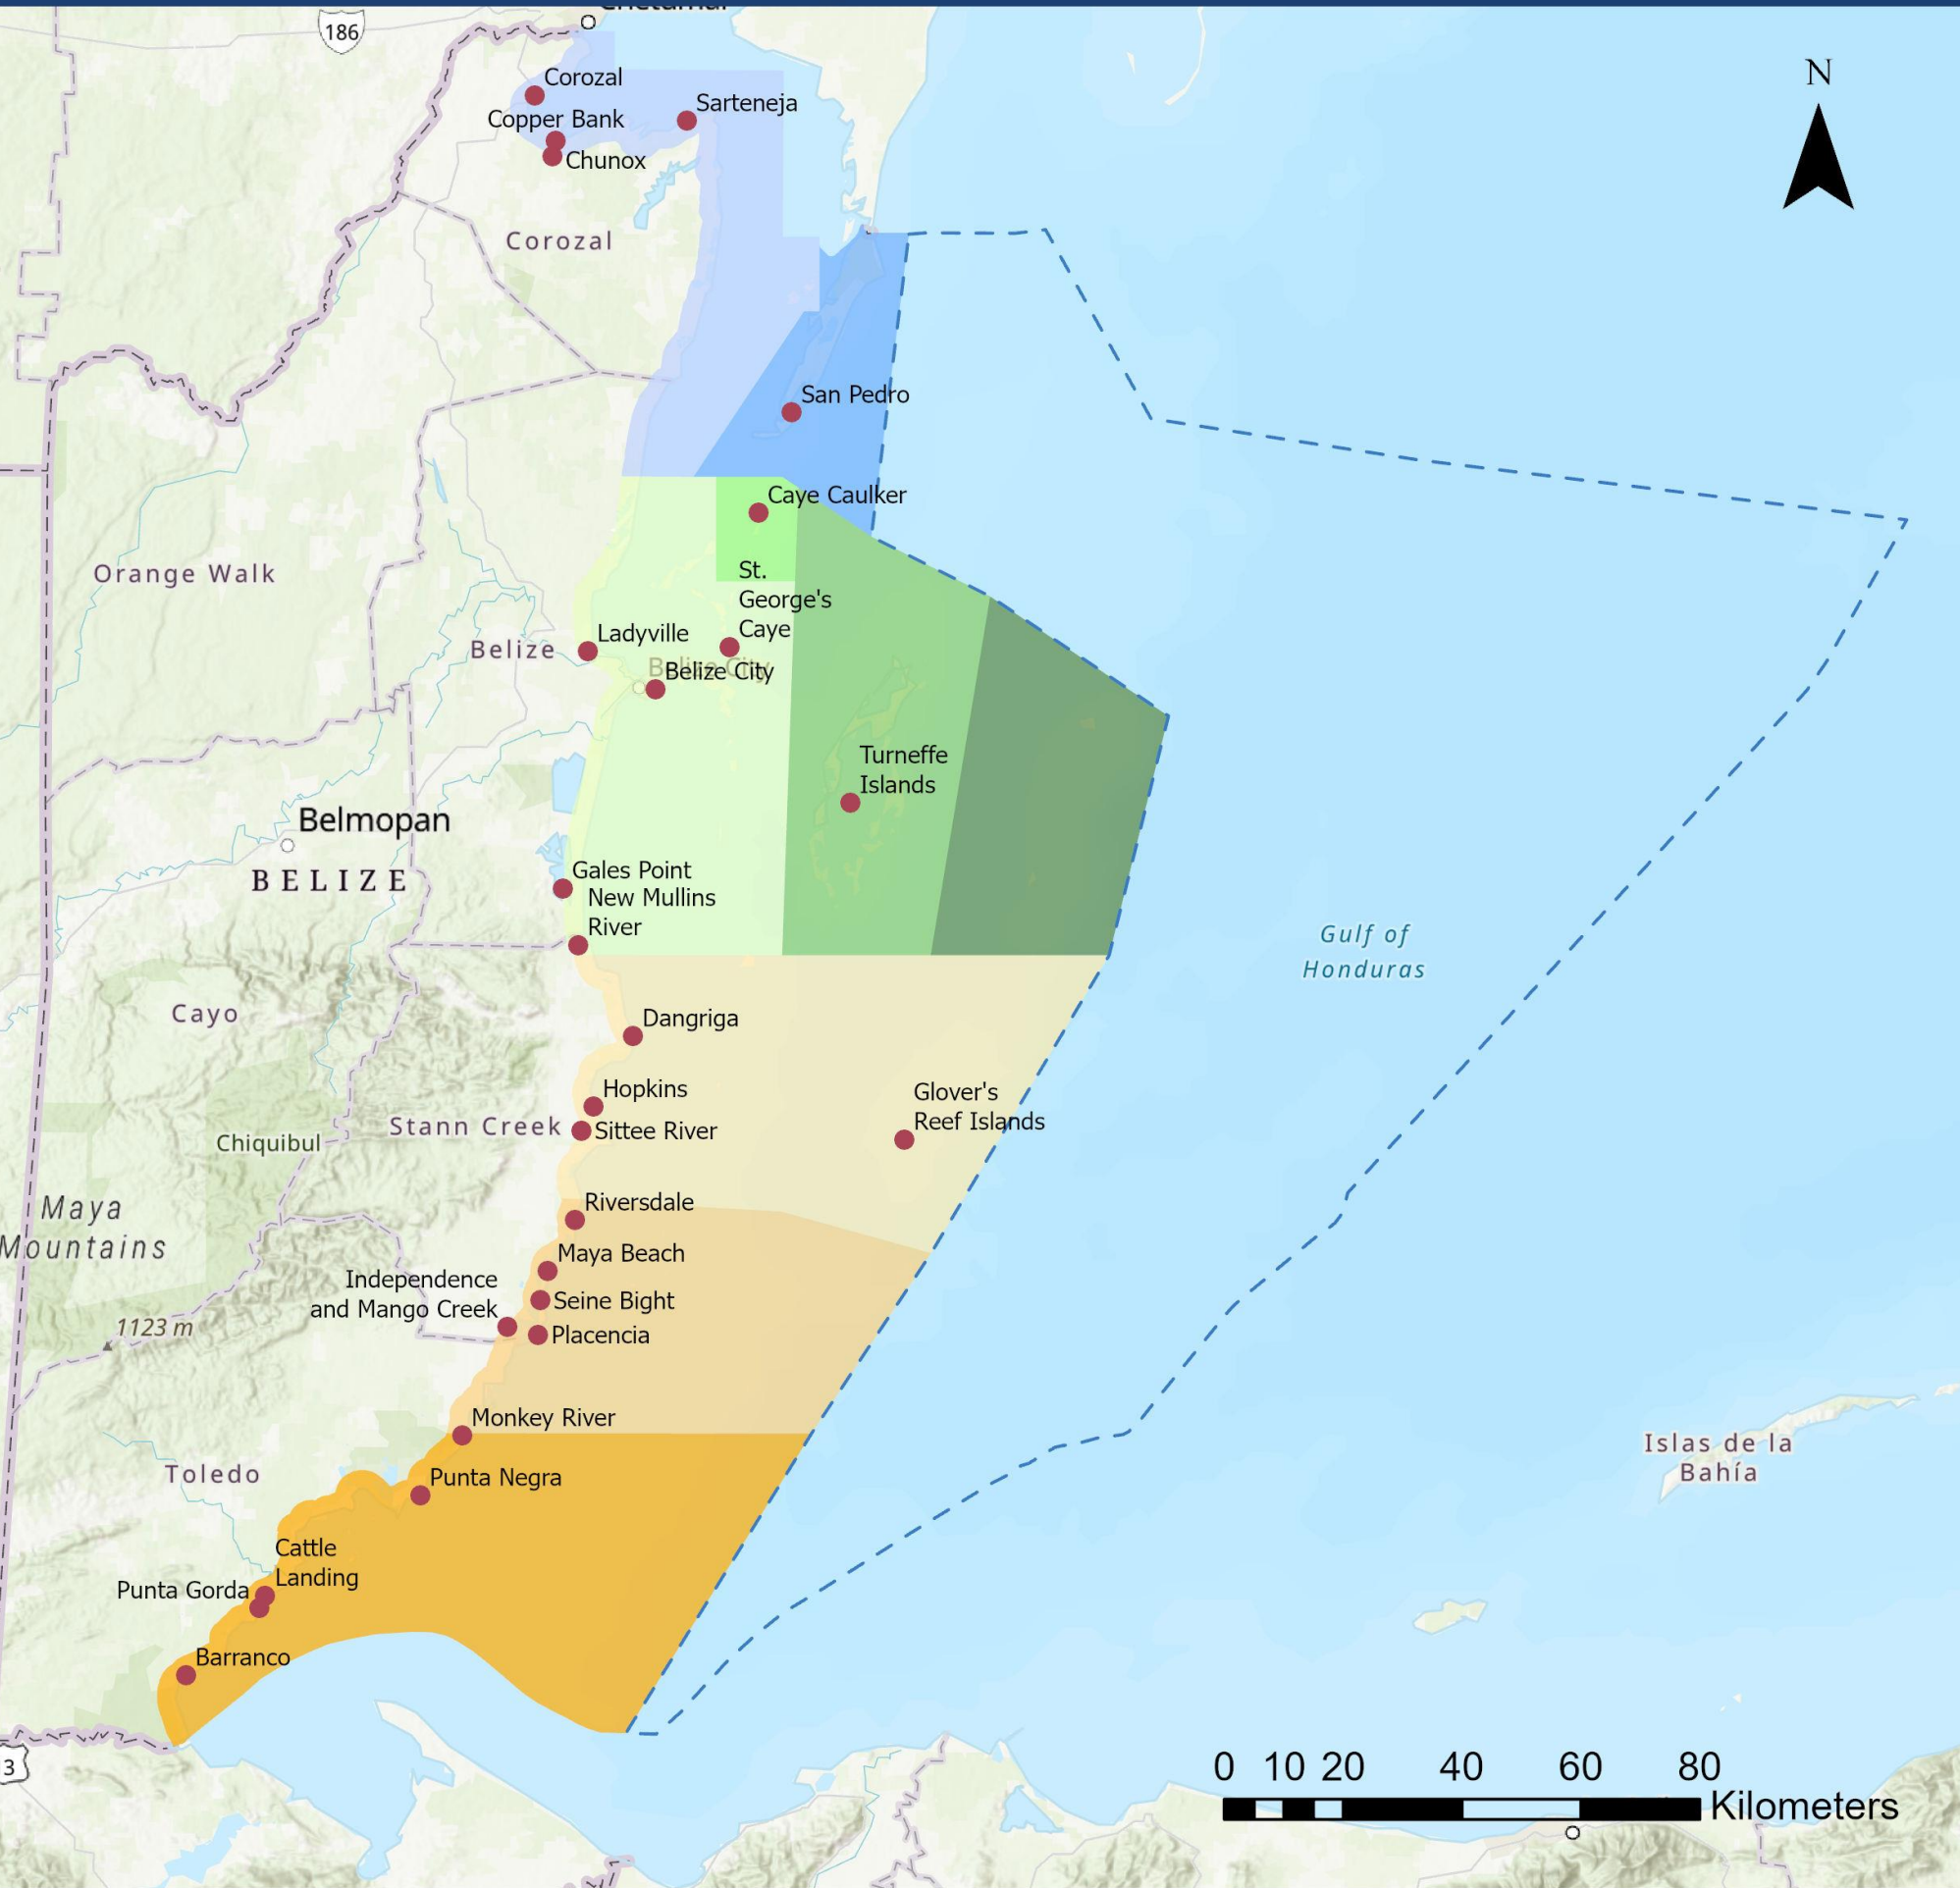 Chetumal
186
N
Corozal
Sarteneja
Copper Bank
Chunox
Corozal
San Pedro
Caye Caulker
Orange Walk
St.
George's
Caye
Ladyville
Belize
Belize City
Belize City
Turneffe
Islands
Belmopan
BELIZE
Gales Point
New Mullins
River
Gulf of
Honduras
Cayo
Dangriga
Hopkins
Glover's
Reef Islands
Stann Creek
Sittee River
Chiquibul
Maya
Mountains
Riversdale
Maya Beach
Independence
and Mango Creek
Seine Bight
1123 m
Placencia
Monkey River
Islas de la
Bahía
Toledo
Punta Negra
Cattle
Landing
Punta Gorda
Barranco
3
0 10 20 40 60 80
Kilometers